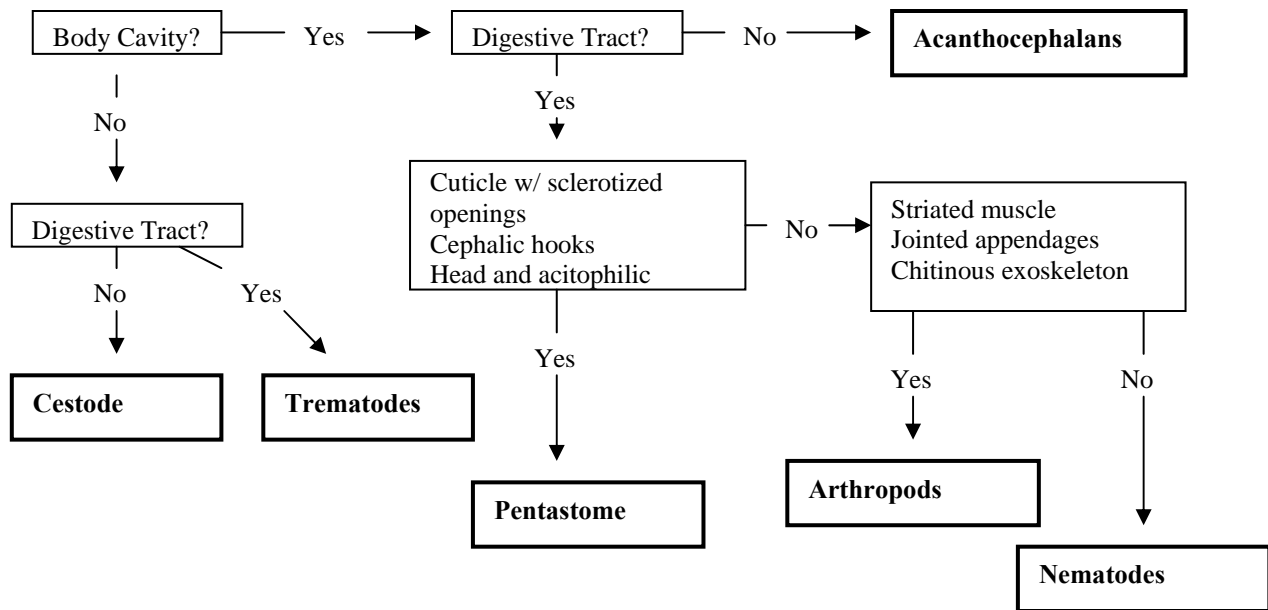 Body Cavity?
Yes
Digestive Tract?
No
Acanthocephalans
No
Yes
Cuticle w/ sclerotized
openings
Cephalic hooks
Head and acitophilic
No
Striated muscle
Jointed appendages
Chitinous exoskeleton
Digestive Tract?
No
Yes
Yes
Yes
No
Cestode
Trematodes
Pentastome
Arthropods
Nematodes